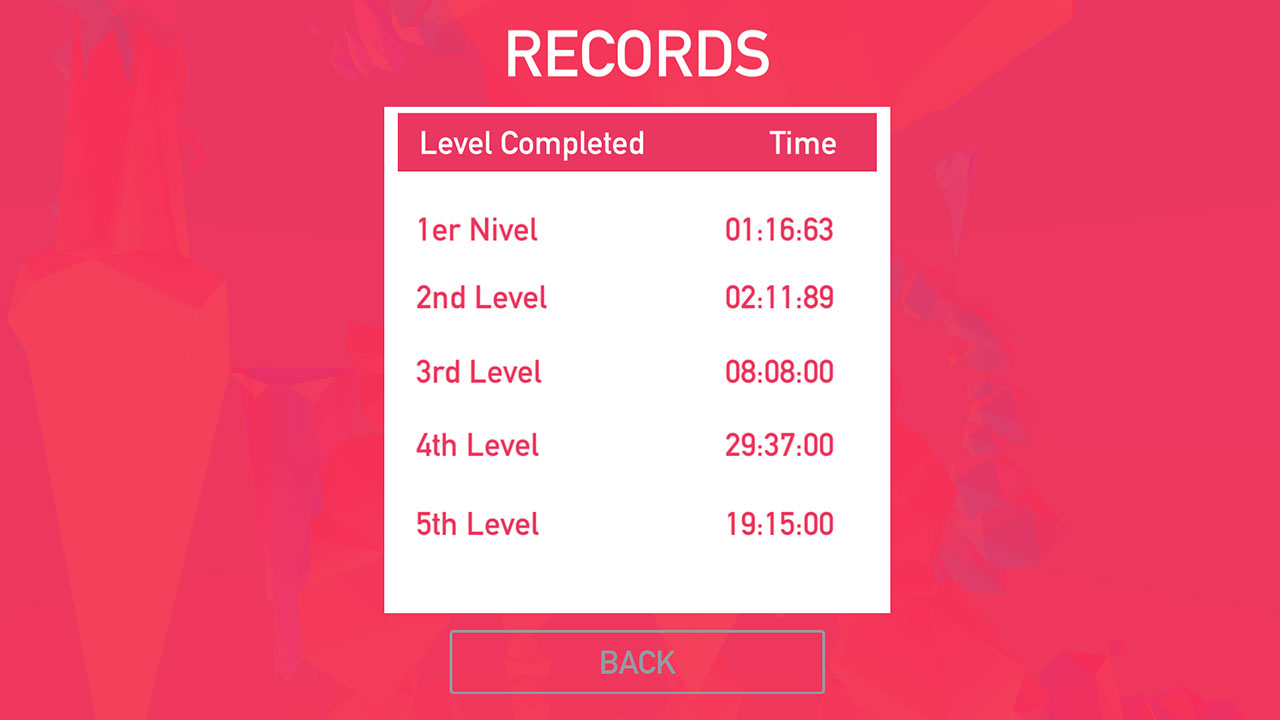 RECORDS
Level Completed Time
1er Nivel 01:16:63
2nd Level 02:11:89
3rd Level 08:08:00
4th Level 29:37:00
5th Level 19:15:00
BACK